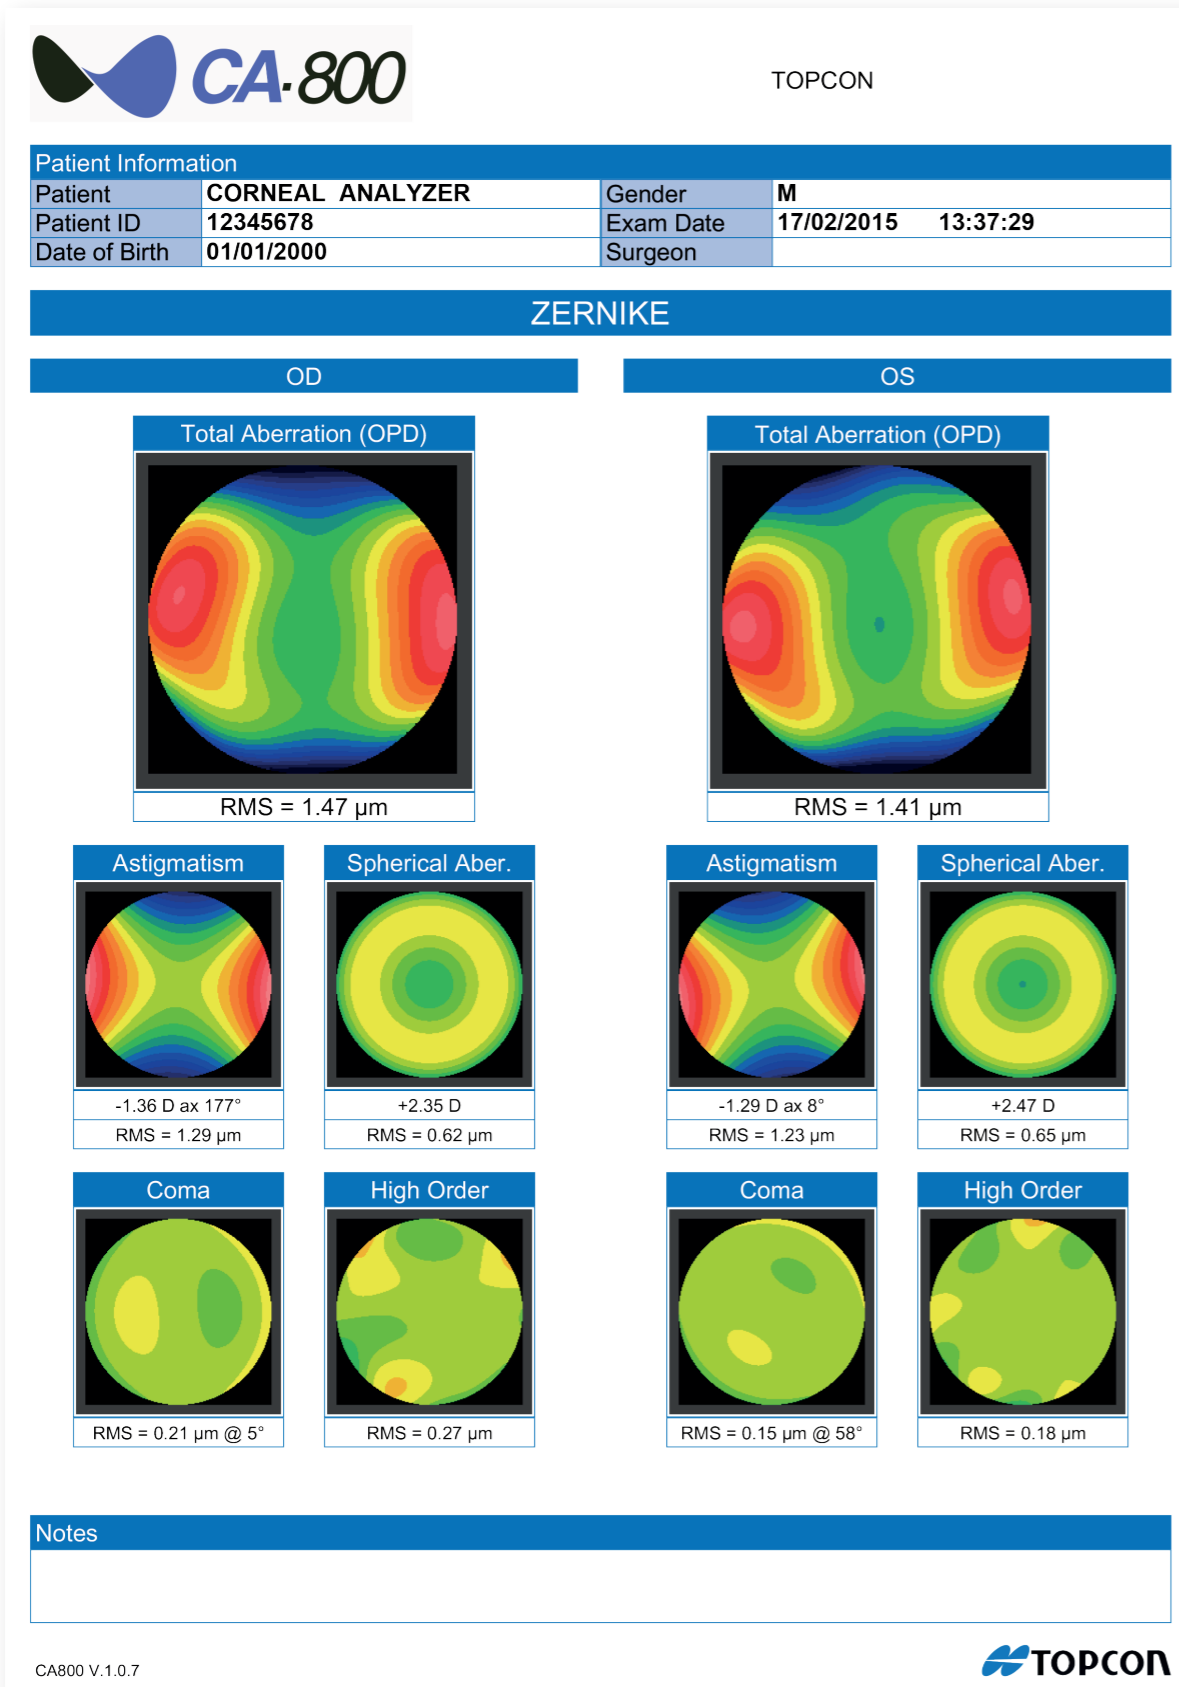 CA-800
TOPCON
Patient Information
Patient CORNEAL ANALYZER Gender M
Patient ID 12345678 Exam Date 17/02/2015 13:37:29
Date of Birth 01/01/2000 Surgeon
ZERNIKE
OD
OS
Total Aberration (OPD)
Total Aberration (OPD)
RMS = 1.47 µm
RMS = 1.41 µm
Astigmatism
Spherical Aber.
Astigmatism
Spherical Aber.
-1.36 D ax 177°
+2.35 D
-1.29 D ax 8°
+2.47 D
RMS = 1.29 µm
RMS = 0.62 µm
RMS = 1.23 µm
RMS = 0.65 µm
Coma
High Order
Coma
High Order
RMS = 0.21 µm @ 5°
RMS = 0.27 µm
RMS = 0.15 µm @ 58°
RMS = 0.18 µm
Notes
CA800 V.1.0.7
TOPCON